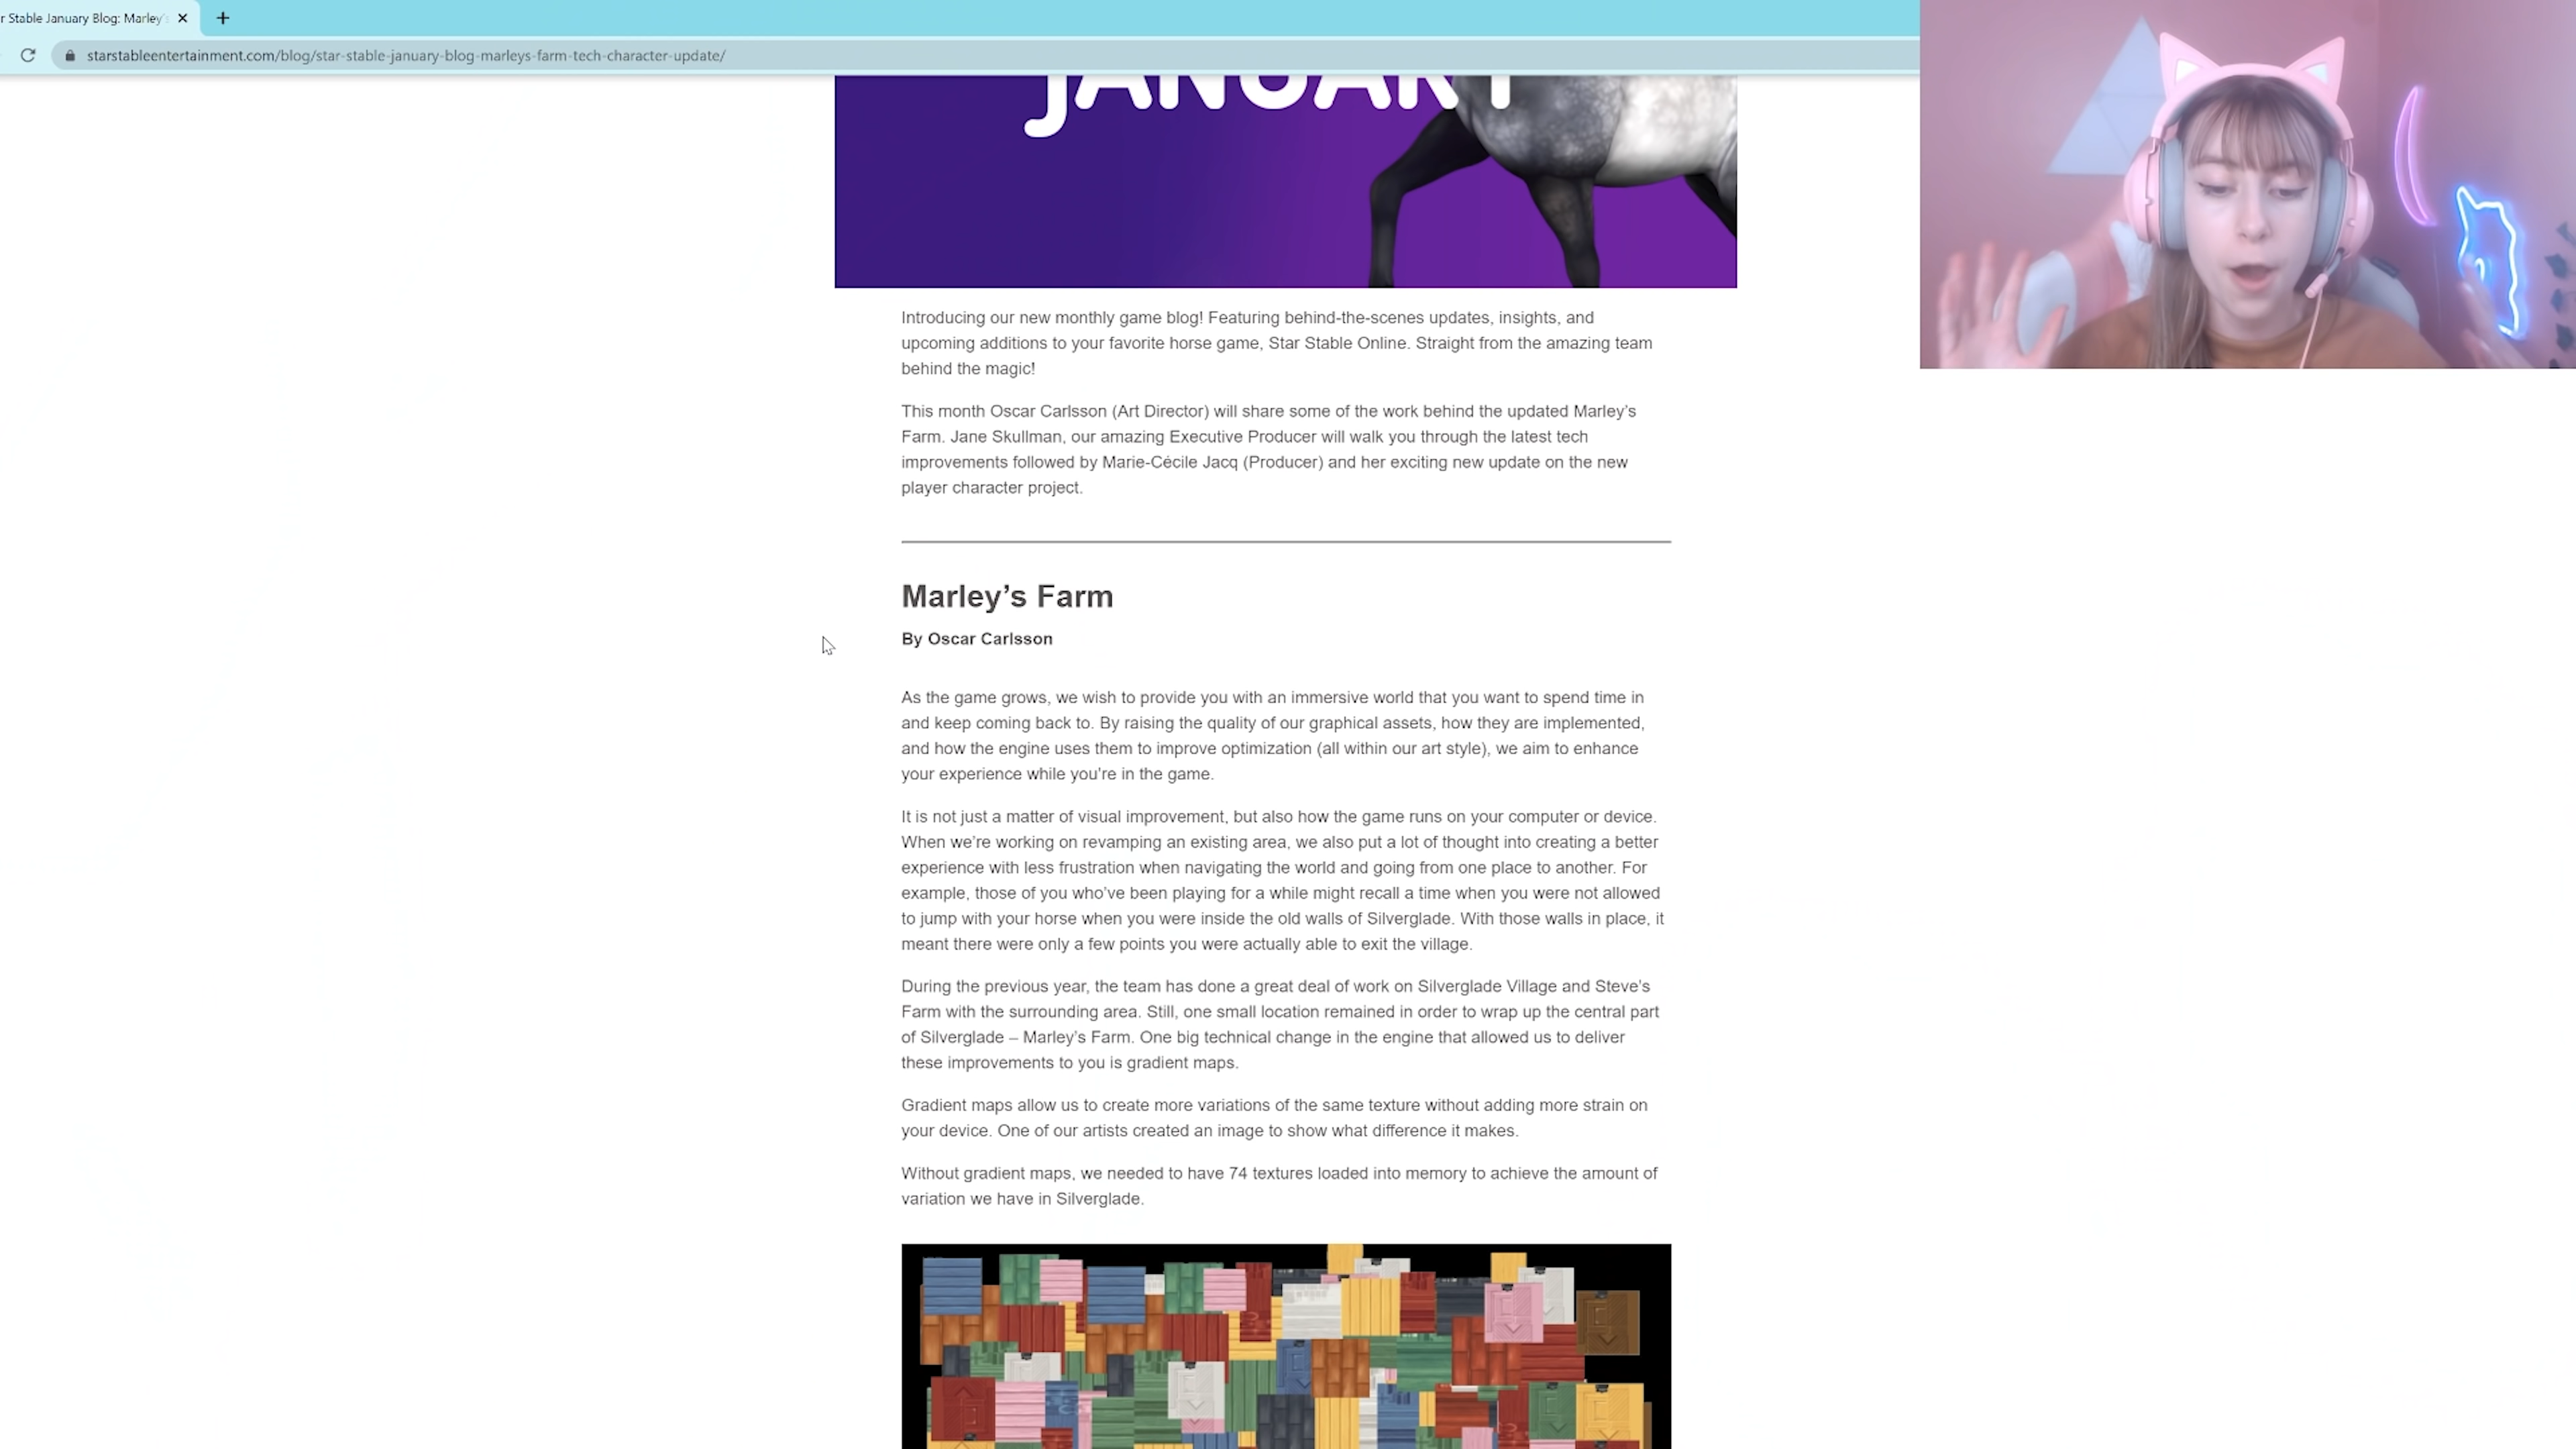 r Stable January Blog: Marley's
starstableentertainment.com/blog/star-stable-january-blog-marleys-farm-tech-character-update/
JANUARY
Introducing our new monthly game blog! Featuring behind-the-scenes updates, insights, and
upcoming additions to your favorite horse game, Star Stable Online. Straight from the amazing team
behind the magic!
This month Oscar Carlsson (Art Director) will share some of the work behind the updated Marley’s
Farm. Jane Skullman, our amazing Executive Producer will walk you through the latest tech
improvements followed by Marie-Cécile Jacq (Producer) and her exciting new update on the new
player character project.
Marley’s Farm
By Oscar Carlsson
As the game grows, we wish to provide you with an immersive world that you want to spend time in
and keep coming back to. By raising the quality of our graphical assets, how they are implemented,
and how the engine uses them to improve optimization (all within our art style), we aim to enhance
your experience while you're in the game.
It is not just a matter of visual improvement, but also how the game runs on your computer or device.
When we’re working on revamping an existing area, we also put a lot of thought into creating a better
experience with less frustration when navigating the world and going from one place to another. For
example, those of you who’ve been playing for a while might recall a time when you were not allowed
to jump with your horse when you were inside the old walls of Silverglade. With those walls in place, it
meant there were only a few points you were actually able to exit the village.
During the previous year, the team has done a great deal of work on Silverglade Village and Steve’s
Farm with the surrounding area. Still, one small location remained in order to wrap up the central part
of Silverglade – Marley’s Farm. One big technical change in the engine that allowed us to deliver
these improvements to you is gradient maps.
Gradient maps allow us to create more variations of the same texture without adding more strain on
your device. One of our artists created an image to show what difference it makes.
Without gradient maps, we needed to have 74 textures loaded into memory to achieve the amount of
variation we have in Silverglade.